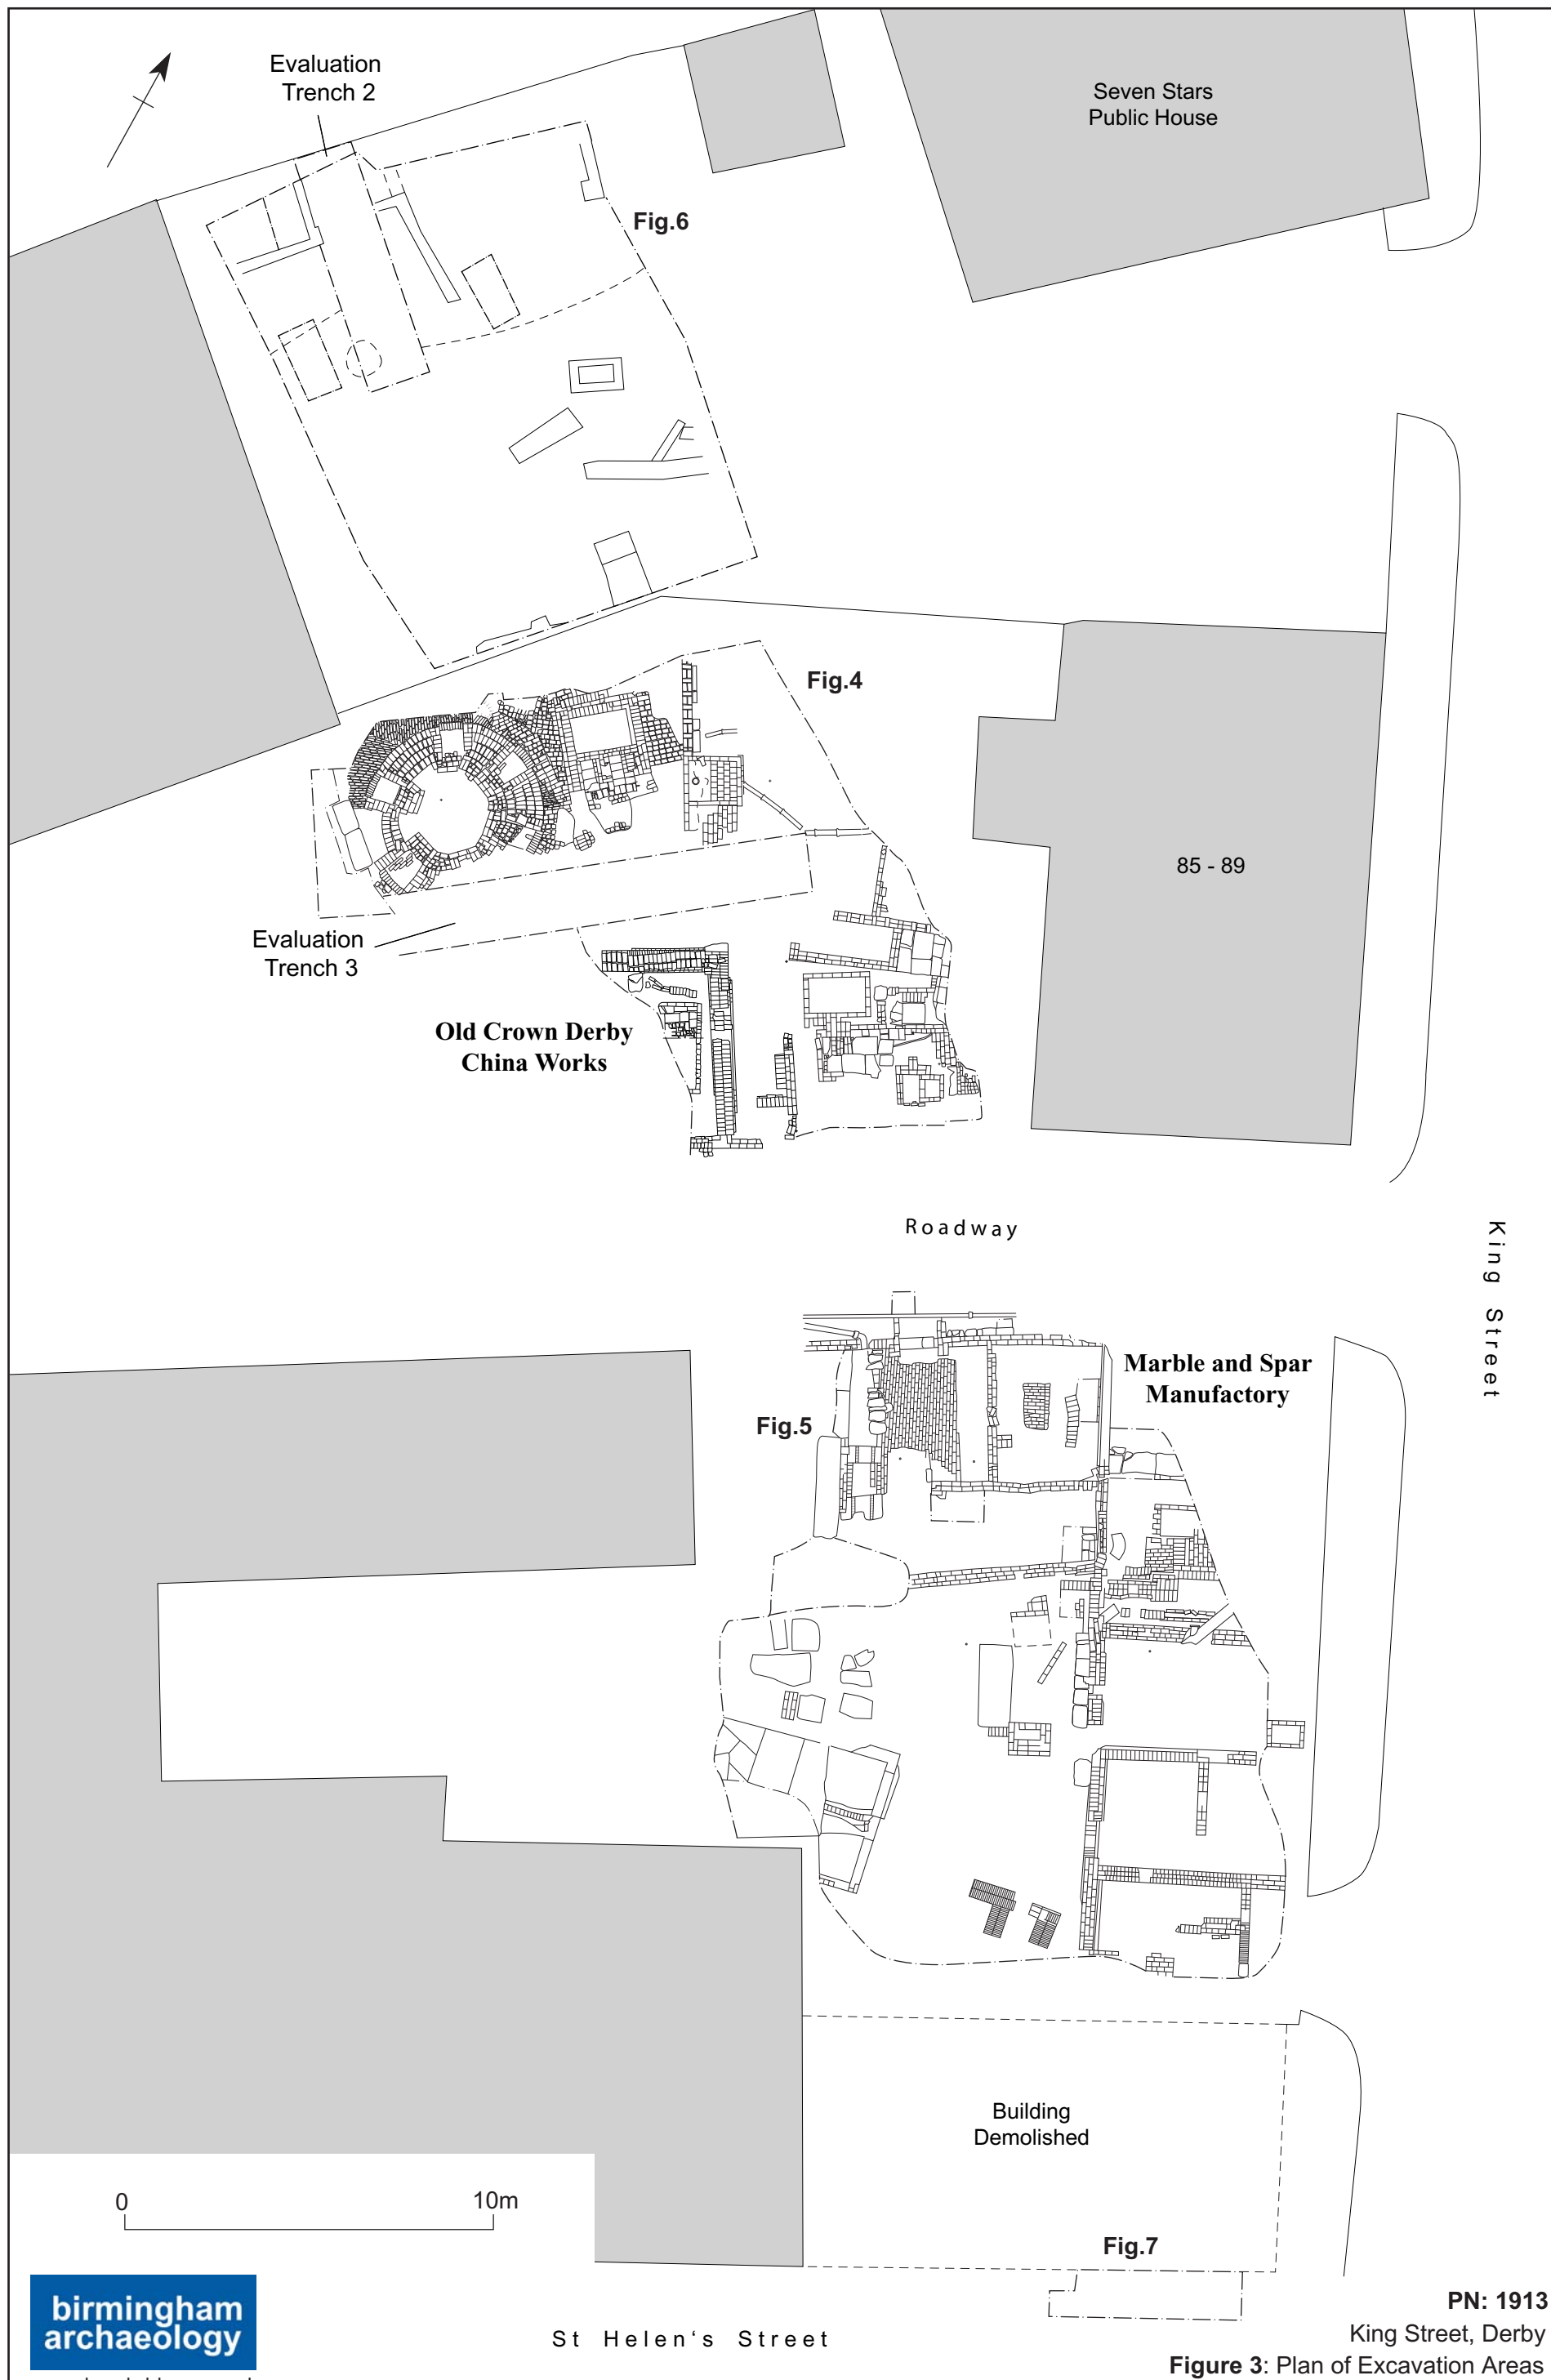 Evaluation
Trench 2
Seven Stars
Public House
Fig.6
Fig.4
85 - 89
Evaluation
Trench 3
Old Crown Derby
China Works
Roadway
King Street
Marble and Spar
Manufactory
Fig.5
Building
Demolished
0 10m
Fig.7
birmingham
archaeology
St Helen‘s Street
PN: 1913
King Street, Derby
Figure 3: Plan of Excavation Areas